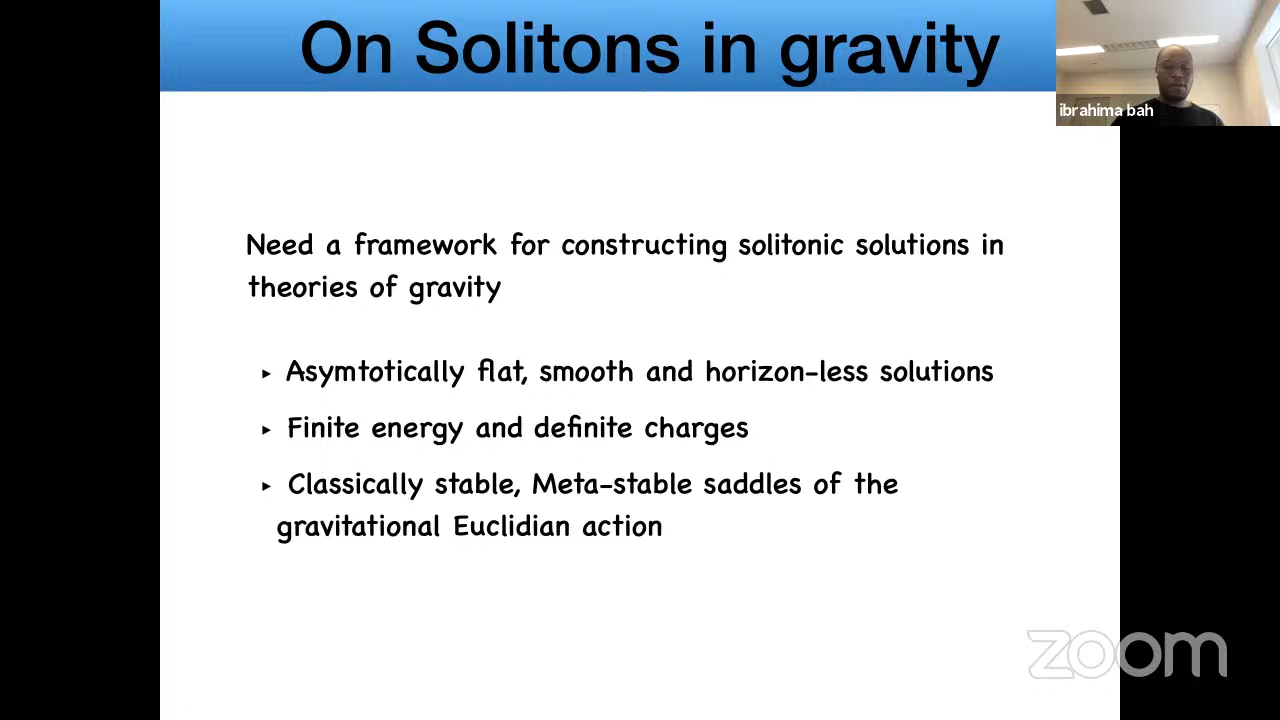 On Solitons in gravity
ibrahima bah
Need a framework for constructing solitonic solutions in
theories of gravity
▸ Asymtotically flat, smooth and horizon-less solutions
▸ Finite energy and definite charges
▸ Classically stable, Meta-stable saddles of the
gravitational Euclidian action
zoom